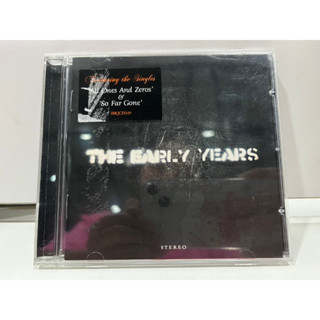 Featuring the Singles
'All Ones And Zeros'
&
'So Far Gone'
THE EARLY YEARS
STEREO